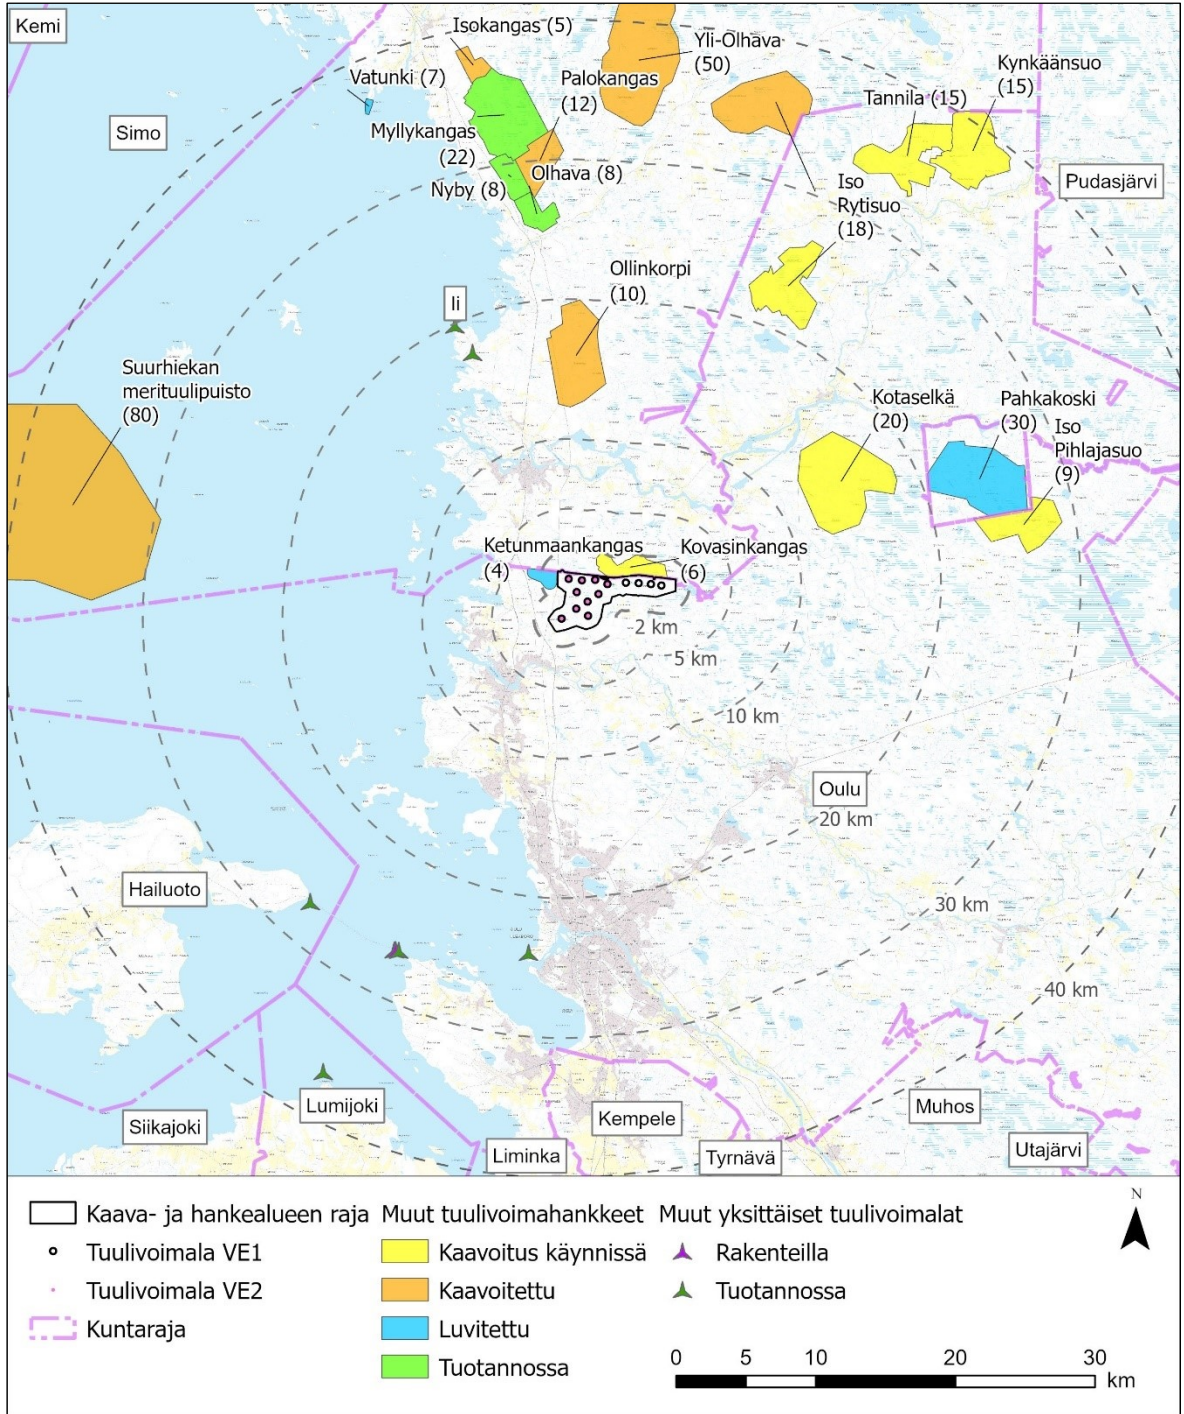 Kemi
Isokangas (5)
Yli-Olhava
(50)
Kynkäänsuo
(15)
Vatunki (7)
Palokangas
(12)
Tannila (15)
Simo
Myllykangas
(22)
Olhava (8)
Nyby (8)
Iso
Rytisuo
(18)
Pudasjärvi
Ollinkorpi
(10)
Ii
Suurhiekan
merituulipuisto
(80)
Kotaselkä
(20)
Pahkakoski
(30)
Iso
Pihlajasuo
(9)
Ketunmaankangas
(4)
Kovasinkangas
(6)
2 km
5 km
10 km
Oulu
20 km
Hailuoto
30 km
40 km
Lumijoki
Siikajoki
Kempele
Muhos
Liminka
Tyrnävä
Utajärvi
Kaava- ja hankealueen raja
Tuulivoimala VE1
Tuulivoimala VE2
Kuntaraja
Muut tuulivoimahankkeet
Kaavoitus käynnissä
Kaavoitettu
Luvitettu
Tuotannossa
Muut yksittäiset tuulivoimalat
Rakenteilla
Tuotannossa
N
0 5 10 20 30
km